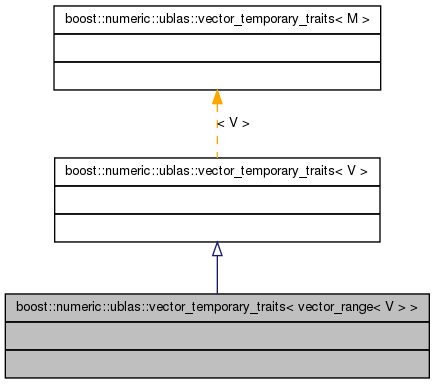 boost::numeric::ublas::vector_temporary_traits< M >
< V >
boost::numeric::ublas::vector_temporary_traits< V >
boost::numeric::ublas::vector_temporary_traits< vector_range< V > >